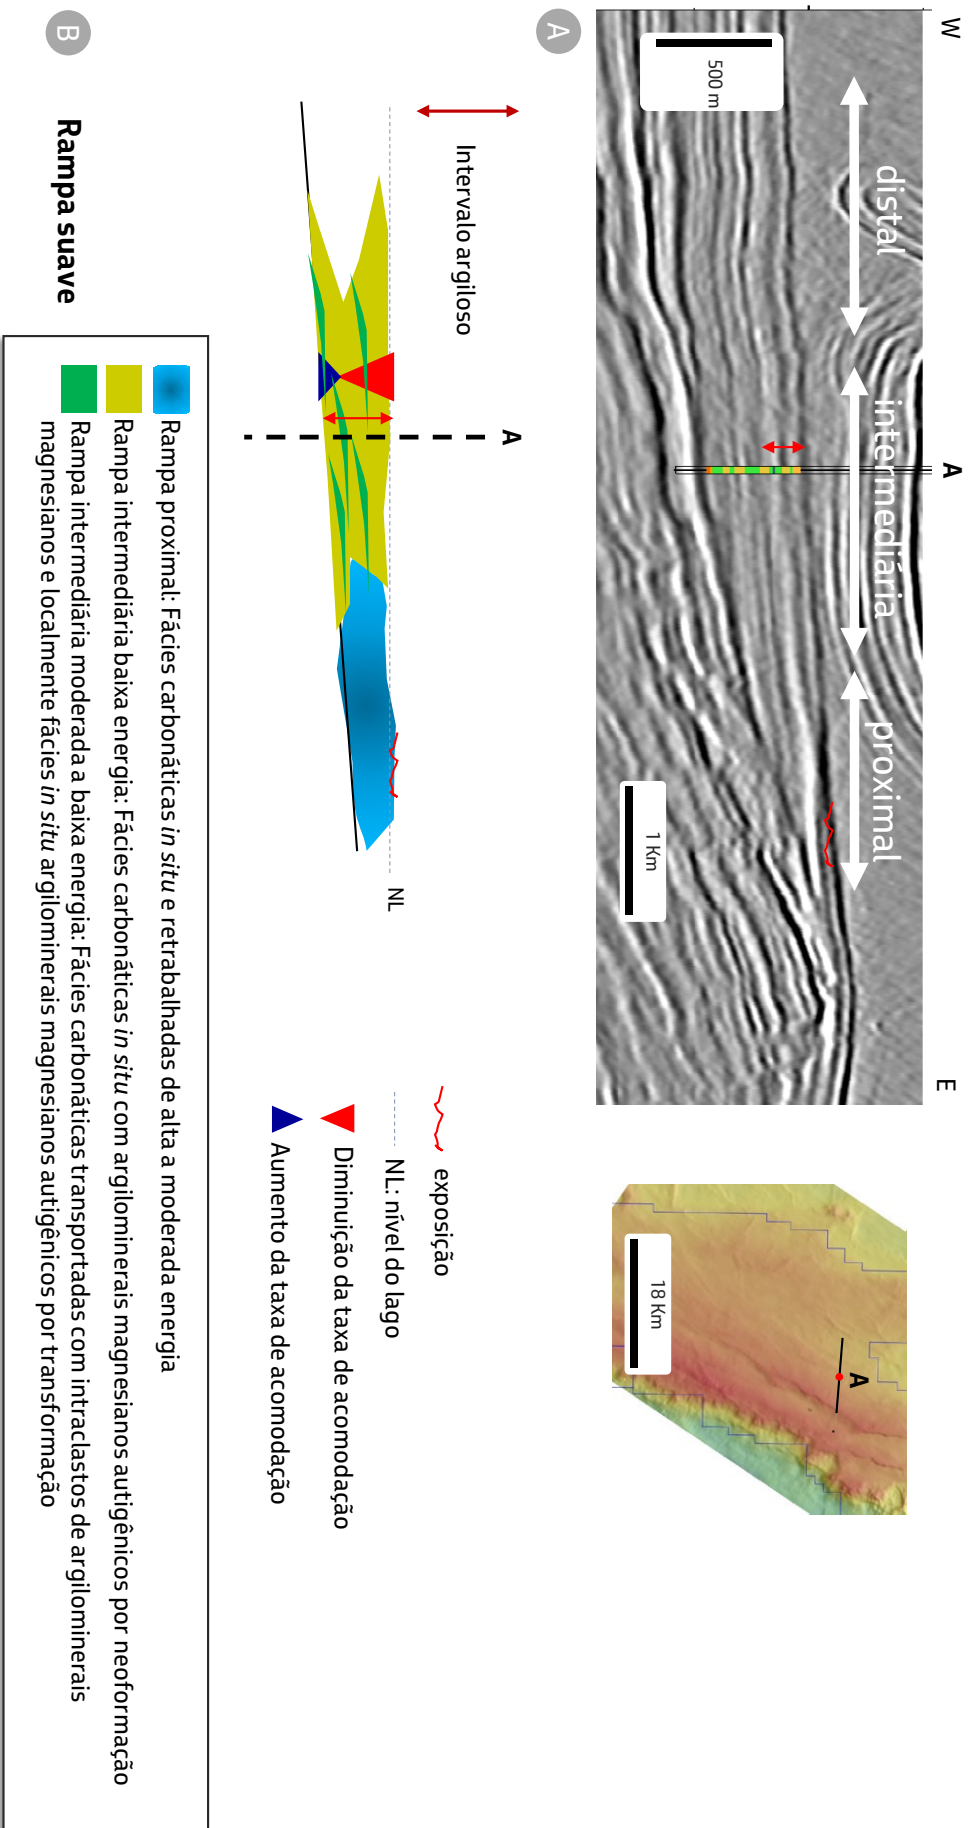 W
A
E
distal
intermediária
proximal
500 m
1 Km
A
18 Km
A
Intervalo argiloso
A
NL
exposição
NL: nível do lago
Diminuição da taxa de acomodação
Aumento da taxa de acomodação
B
Rampa suave
Rampa proximal: Fácies carbonáticas in situ e retrabalhadas de alta a moderada energia
Rampa intermediária baixa energia: Fácies carbonáticas in situ com argilominerais magnesianos autigênicos por neoformação
Rampa intermediária moderada a baixa energia: Fácies carbonáticas transportadas com intraclastos de argilominerais
magnesianos e localmente fácies in situ argilominerais magnesianos autigênicos por transformação